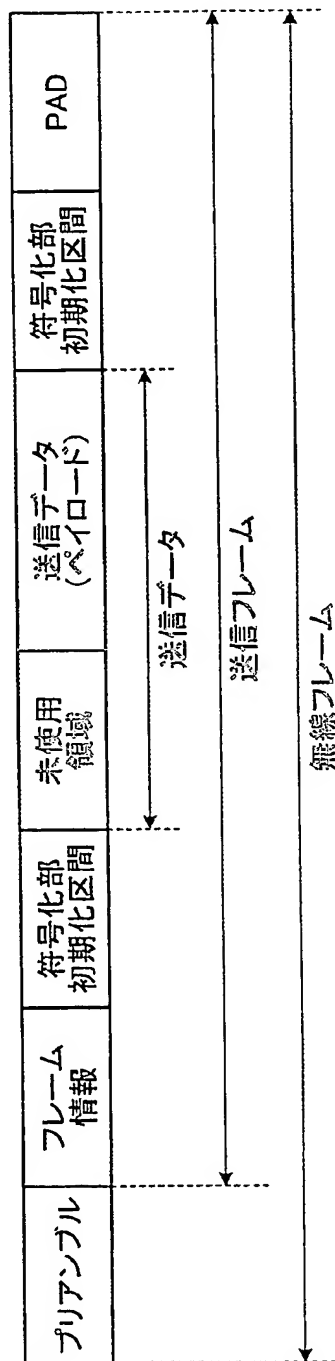 プリアンブル
フレーム
情報
符号化部
初期化区間
未使用
領域
送信データ
(ペイロード)
符号化部
初期化区間
PAD
送信データ
送信フレーム
無線フレーム